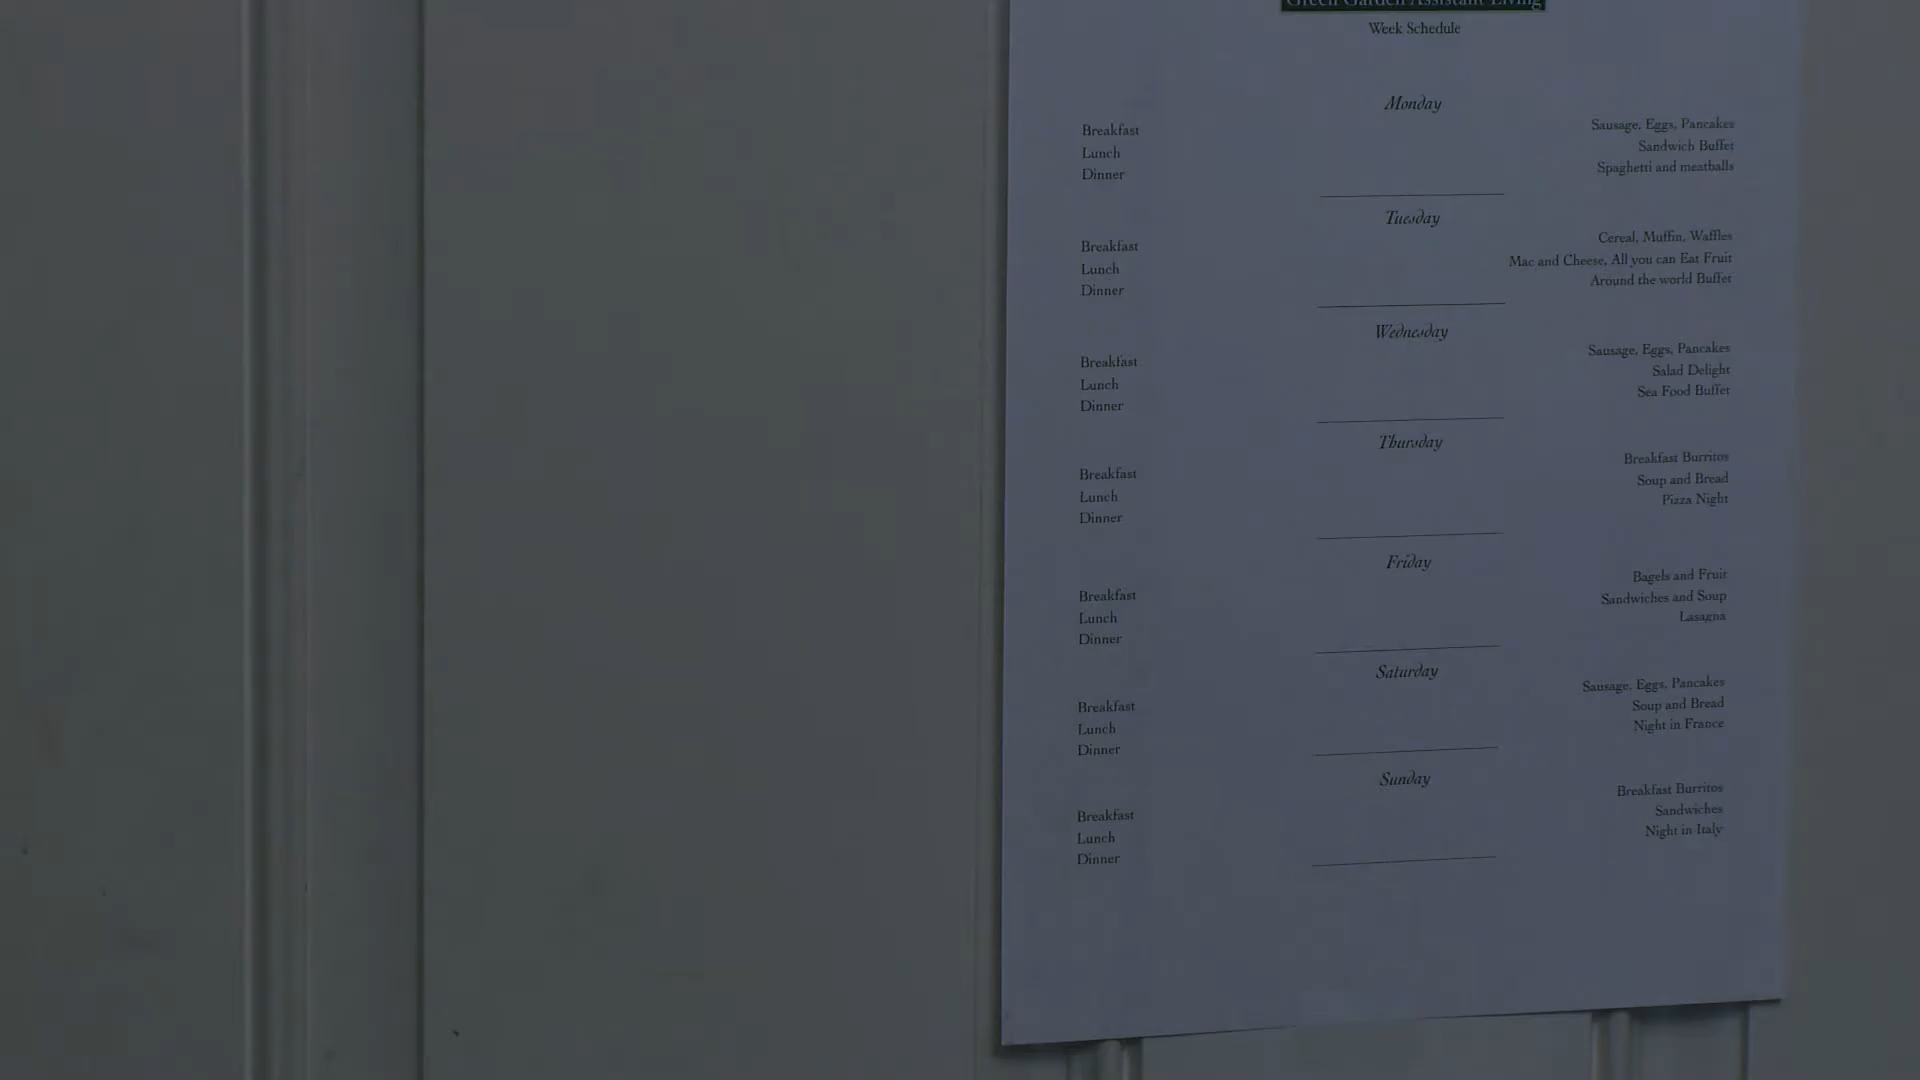 Green Garden Assistant Living
Week Schedule
Monday
Breakfast Sausage, Eggs, Pancakes
Lunch Sandwich Buffet
Dinner Spaghetti and meatballs
Tuesday
Breakfast Cereal, Muffin, Waffles
Lunch Mac and Cheese, All you can Eat Fruit
Dinner Around the world Buffet
Wednesday
Breakfast Sausage, Eggs, Pancakes
Lunch Salad Delight
Dinner Sea Food Buffet
Thursday
Breakfast Breakfast Burritos
Lunch Soup and Bread
Dinner Pizza Night
Friday
Breakfast Bagels and Fruit
Lunch Sandwiches and Soup
Dinner Lasagna
Saturday
Breakfast Sausage, Eggs, Pancakes
Lunch Soup and Bread
Dinner Night in France
Sunday
Breakfast Breakfast Burritos
Lunch Sandwiches
Dinner Night in Italy